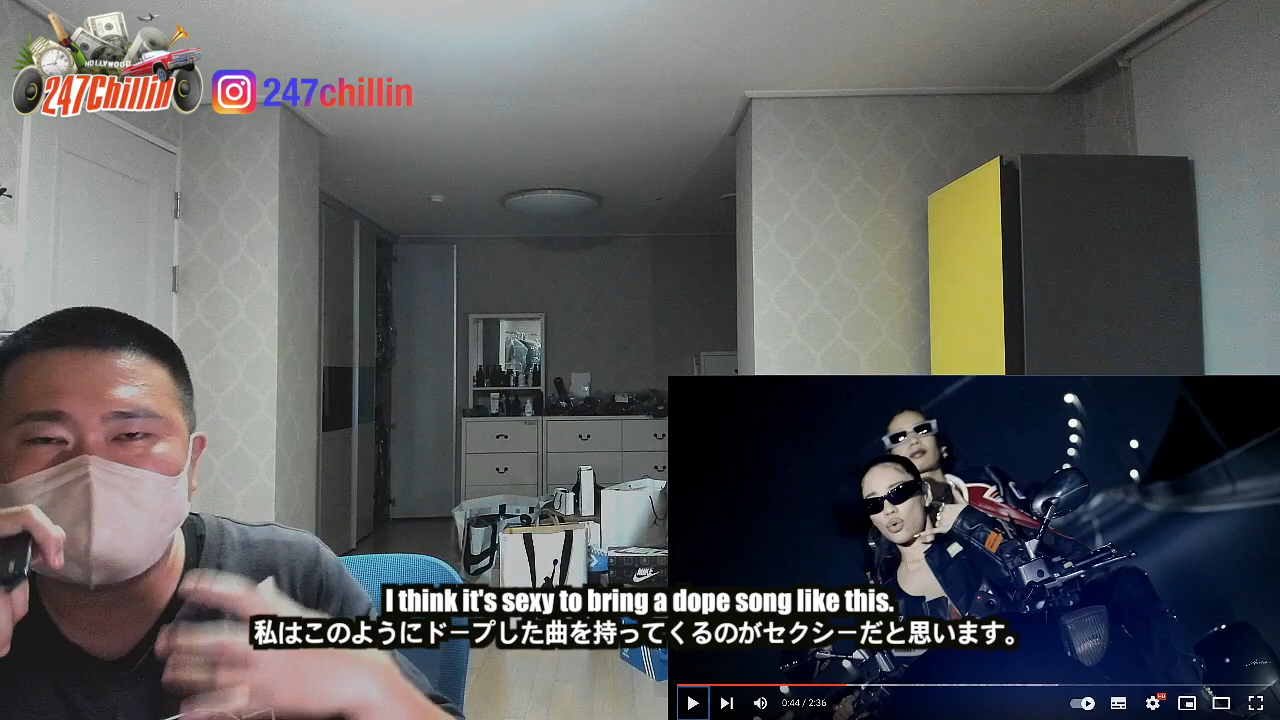 HOLLYWOOD
247Chillin
247chillin
NIKE
I think it's sexy to bring a dope song like this.
私はこのようにドープした曲を持ってくるのがセクシーだと思います。
0:44 / 2:36
HD